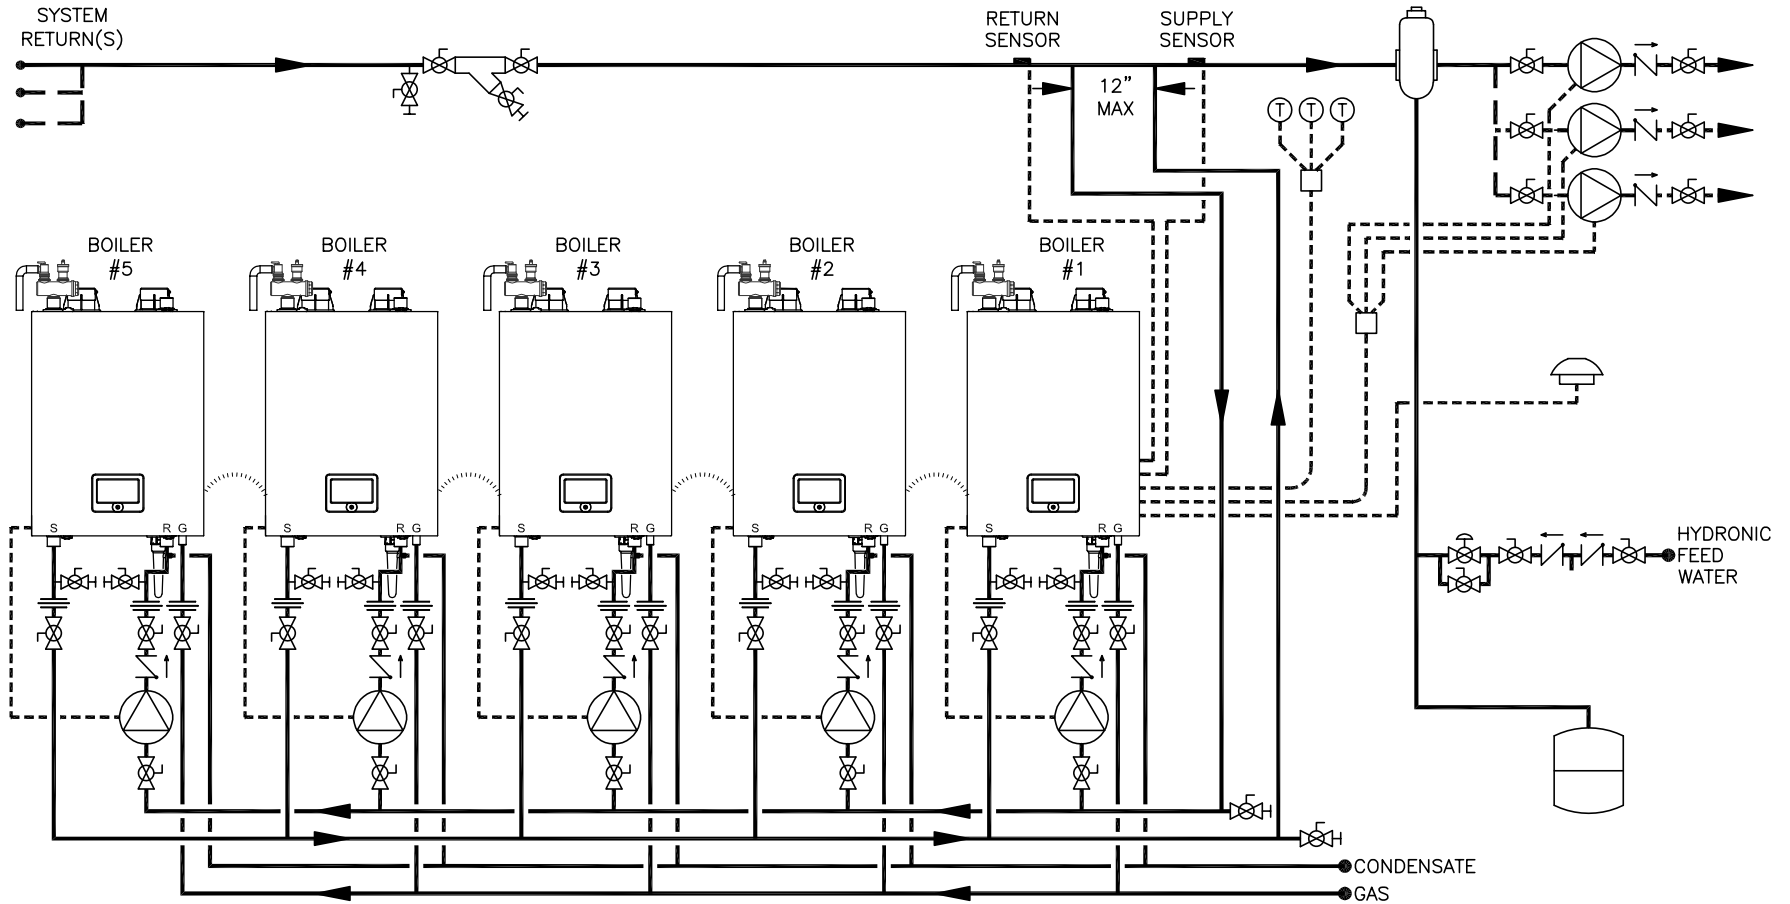 SYSTEM
RETURN(S)
RETURN
SENSOR
SUPPLY
SENSOR
12”
MAX
T T T
BOILER
#5
BOILER
#4
BOILER
#3
BOILER
#2
BOILER
#1
S R G
S R G
S R G
S R G
S R G
HYDRONIC
FEED
WATER
CONDENSATE
GAS